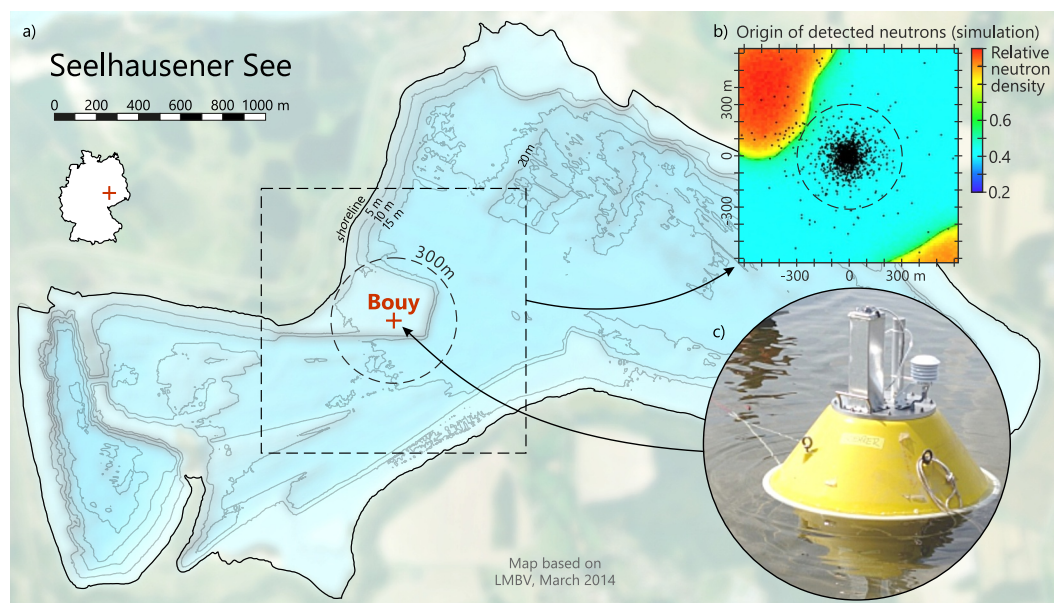 a)
Seelhausener See
0 200 400 600 800 1000 m
shoreline
5 m
10 m
15 m
20 m
300m
Bouy
Map based on
LMBV, March 2014
b) Origin of detected neutrons (simulation)
Relative
neutron
density
0.6
0.4
0.2
300 m
0
-300
-300 0 300 m
c)